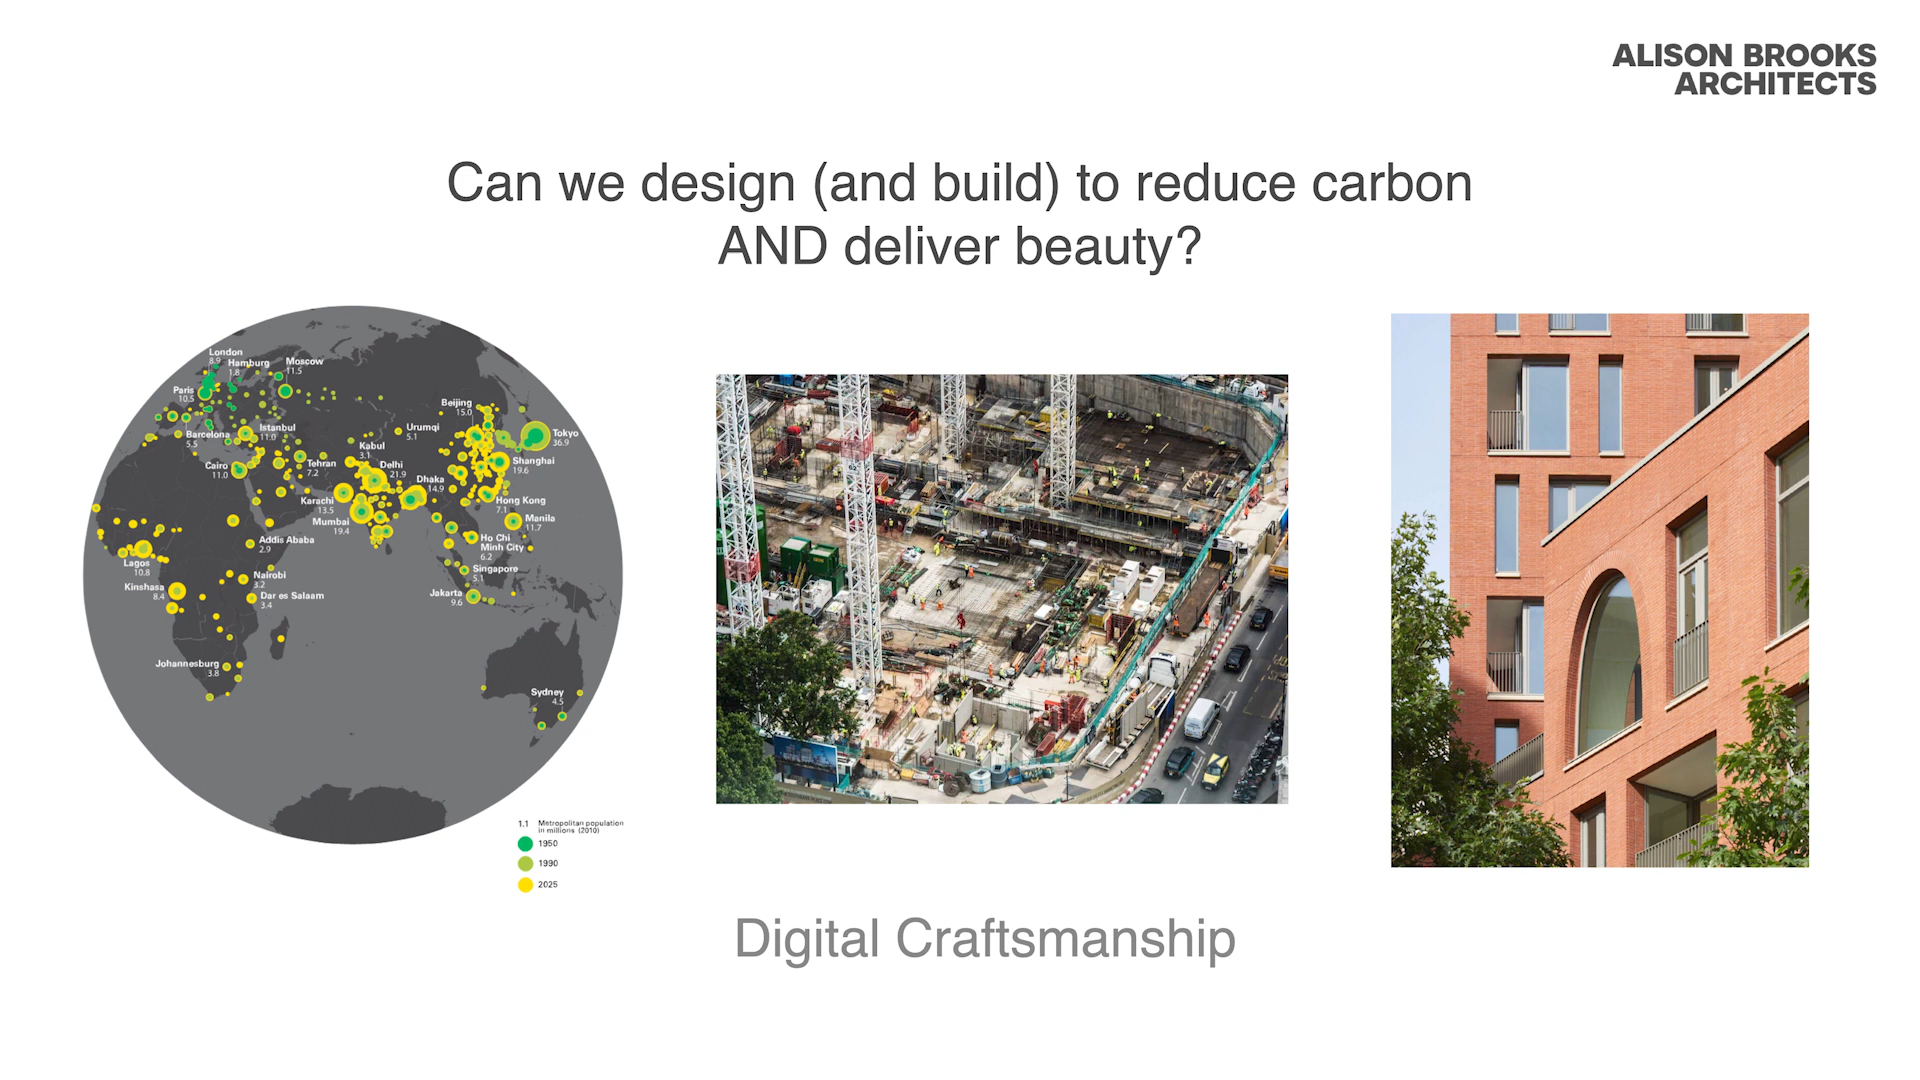 ALISON BROOKS
ARCHITECTS
Can we design (and build) to reduce carbon
AND deliver beauty?
London
8.9
Hamburg
1.8
Moscow
11.5
Paris
10.5
Barcelona
5.5
Istanbul
11.0
Cairo
11.0
Tehran
7.2
Kabul
3.1
Urumqi
5.1
Beijing
15.0
Tokyo
36.9
Shanghai
19.6
Delhi
21.9
Dhaka
14.9
Karachi
13.5
Mumbai
19.4
Hong Kong
7.1
Manila
11.7
Ho Chi
Minh City
6.2
Singapore
5.1
Jakarta
9.6
Addis Ababa
2.9
Lagos
10.8
Kinshasa
8.4
Nairobi
3.2
Dar es Salaam
3.4
Johannesburg
3.8
Sydney
4.5
1.1 Metropolitan population
in millions (2010)
1950
1990
2025
Digital Craftsmanship